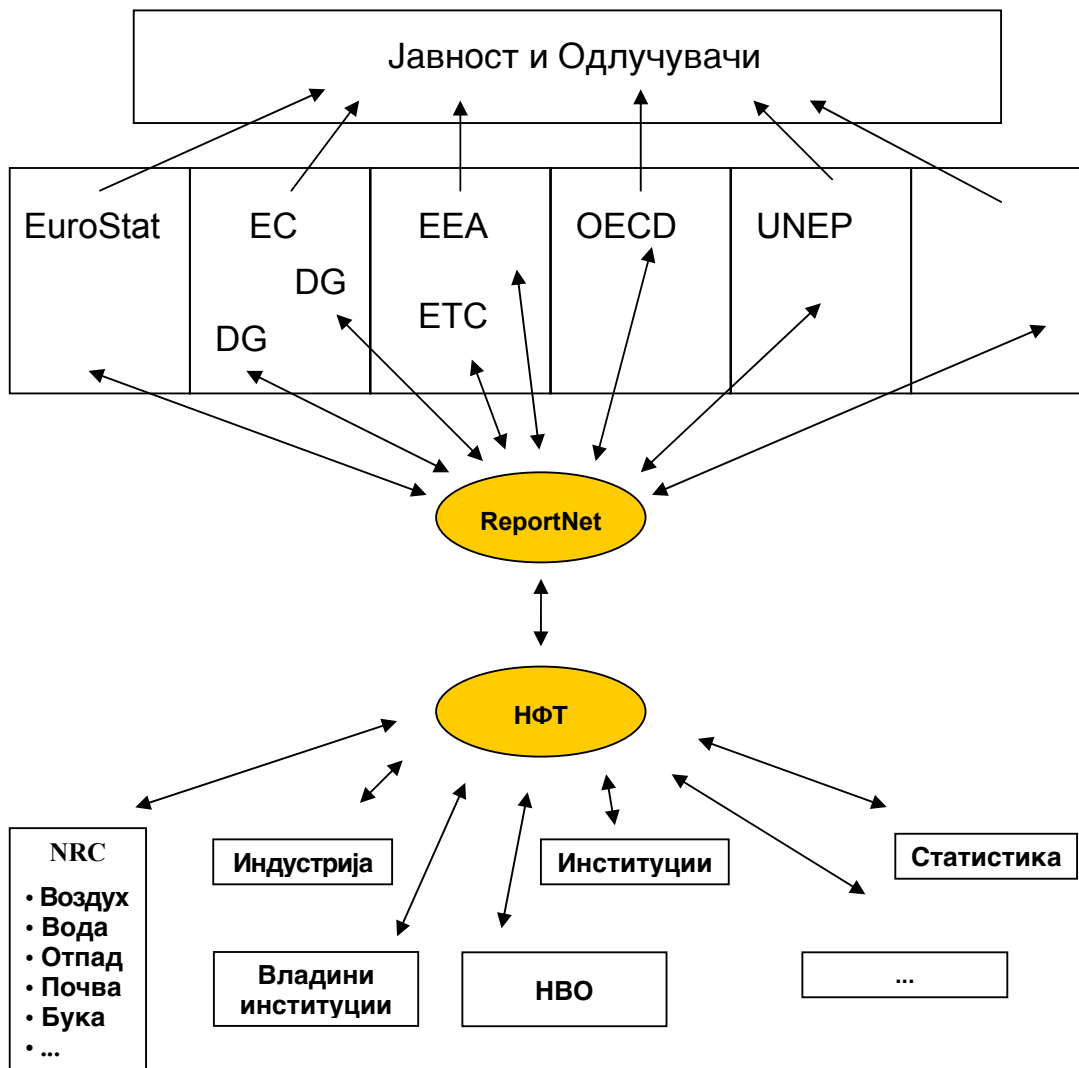 Јавност и Одлучувачи
EuroStat
EC
EEA
OECD
UNEP
DG
ETC
DG
ReportNet
НФТ
NRC
• Воздух
• Вода
• Отпад
• Почва
• Бука
• ...
Индустрија
Институции
Статистика
Владини
институции
НВО
...